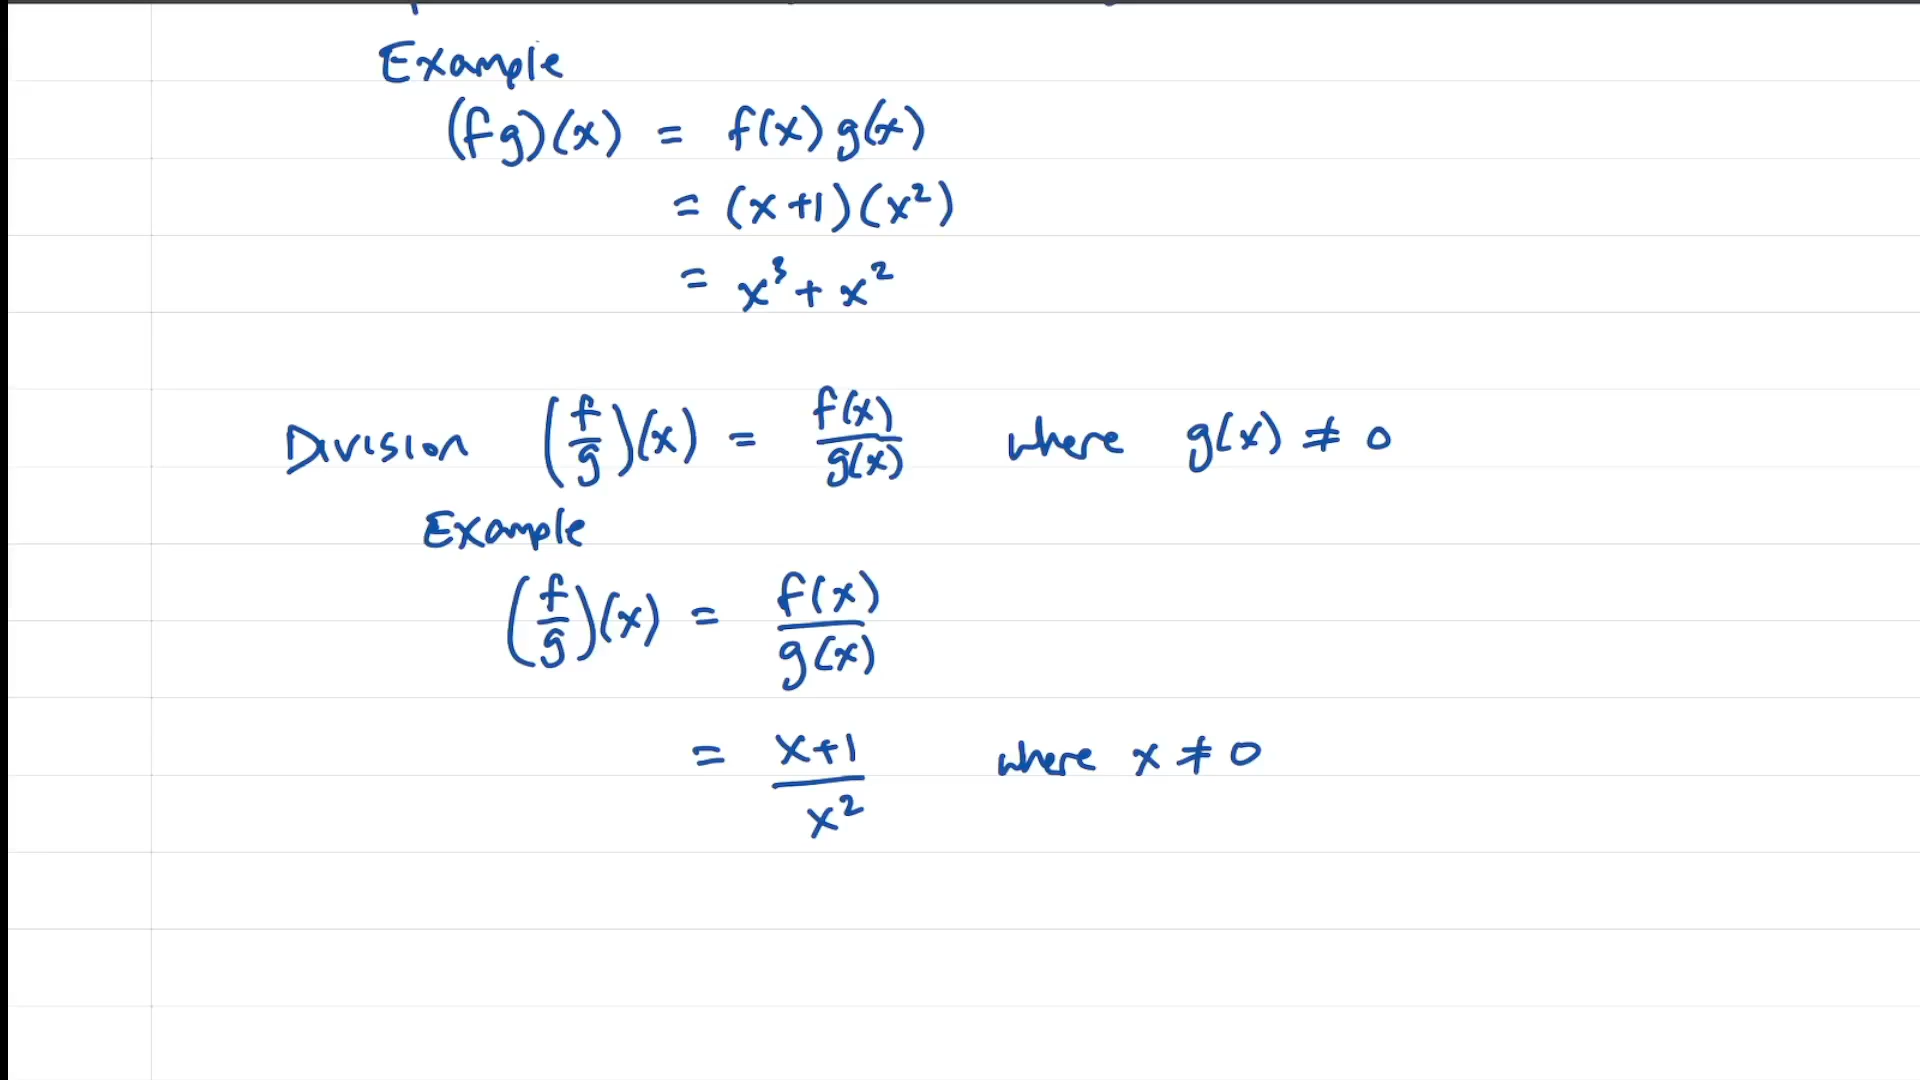 Example
(fg)(x) = f(x) g(x)
= (x+1)(x²)
= x³ + x²
Division (f/g)(x) = f(x)/g(x) where g(x) ≠ 0
Example
(f/g)(x) = f(x)/g(x)
= x+1/x² where x ≠ 0